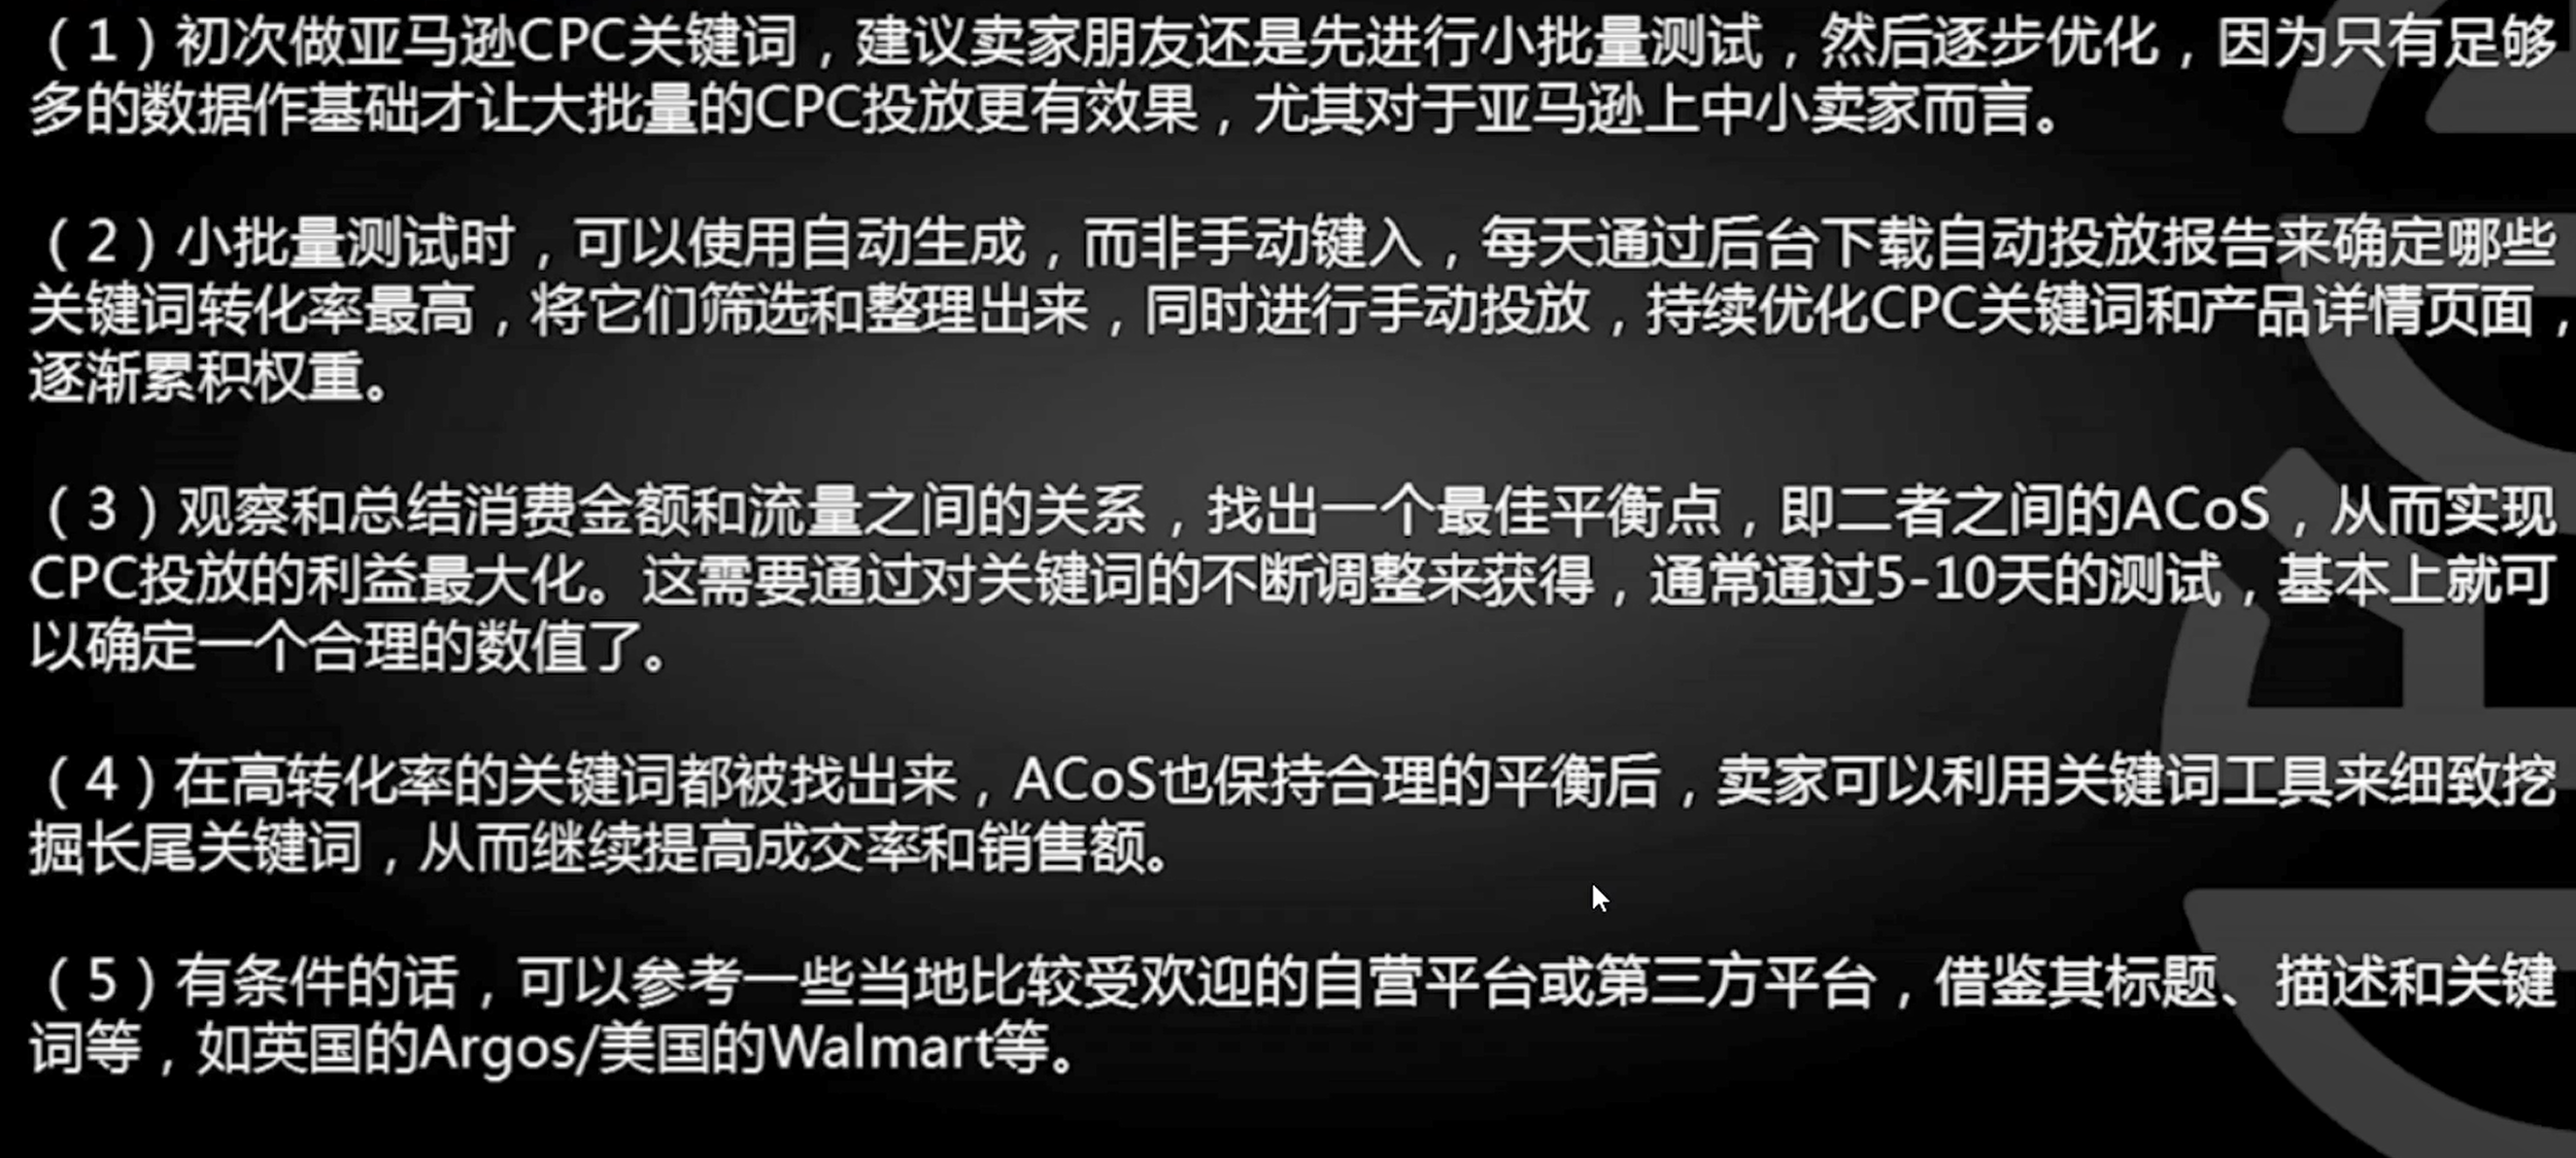 （1）初次做亚马逊CPC关键词，建议卖家朋友还是先进行小批量测试，然后逐步优化，因为只有足够
多的数据作基础才让大批量的CPC投放更有效果，尤其对于亚马逊上中小卖家而言。
（2）小批量测试时，可以使用自动生成，而非手动键入，每天通过后台下载自动投放报告来确定哪些
关键词转化率最高，将它们筛选和整理出来，同时进行手动投放，持续优化CPC关键词和产品详情页面，
逐渐累积权重。
（3）观察和总结消费金额和流量之间的关系，找出一个最佳平衡点，即二者之间的ACoS，从而实现
CPC投放的利益最大化。这需要通过对关键词的不断调整来获得，通常通过5-10天的测试，基本上就可
以确定一个合理的数值了。
（4）在高转化率的关键词都被找出来，ACoS也保持合理的平衡后，卖家可以利用关键词工具来细致挖
掘长尾关键词，从而继续提高成交率和销售额。
（5）有条件的话，可以参考一些当地比较受欢迎的自营平台或第三方平台，借鉴其标题、描述和关键
词等，如英国的Argos/美国的Walmart等。